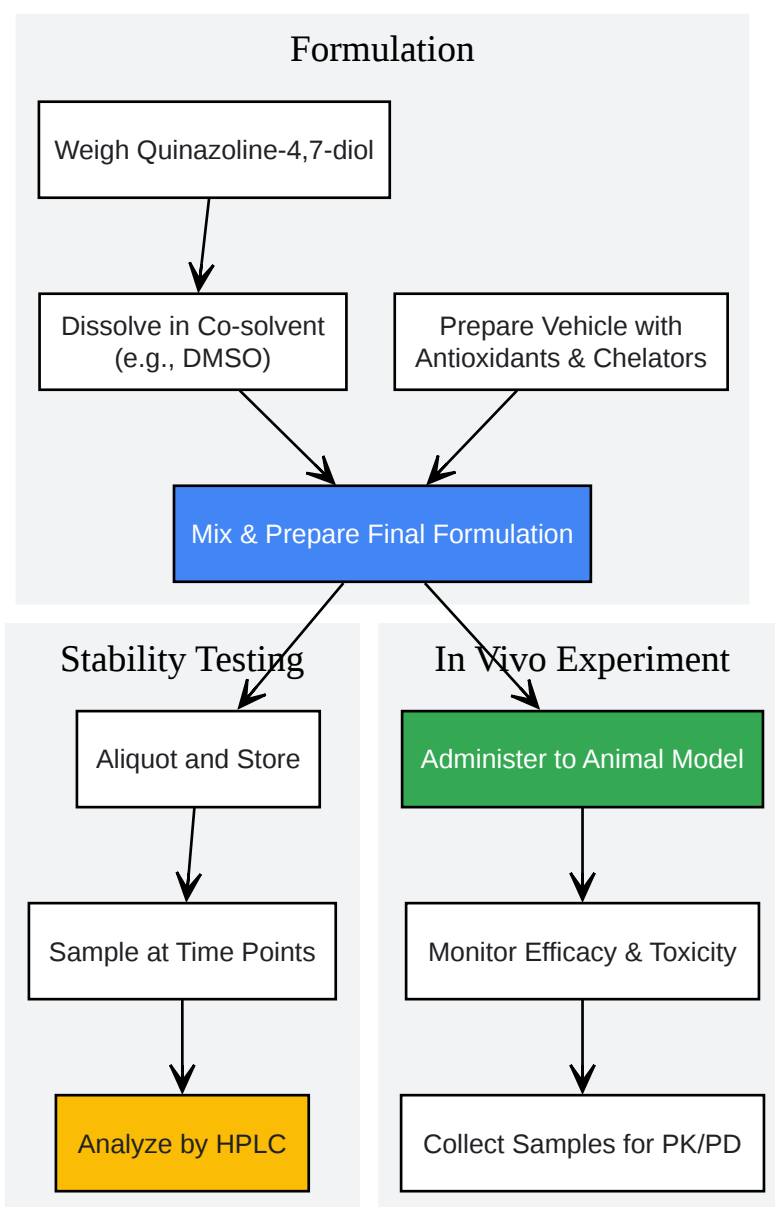 Formulation
Weigh Quinazoline-4,7-diol
Dissolve in Co-solvent
(e.g., DMSO)
Prepare Vehicle with
Antioxidants & Chelators
Mix & Prepare Final Formulation
Stability Testing
Aliquot and Store
Sample at Time Points
Analyze by HPLC
In Vivo Experiment
Administer to Animal Model
Monitor Efficacy & Toxicity
Collect Samples for PK/PD